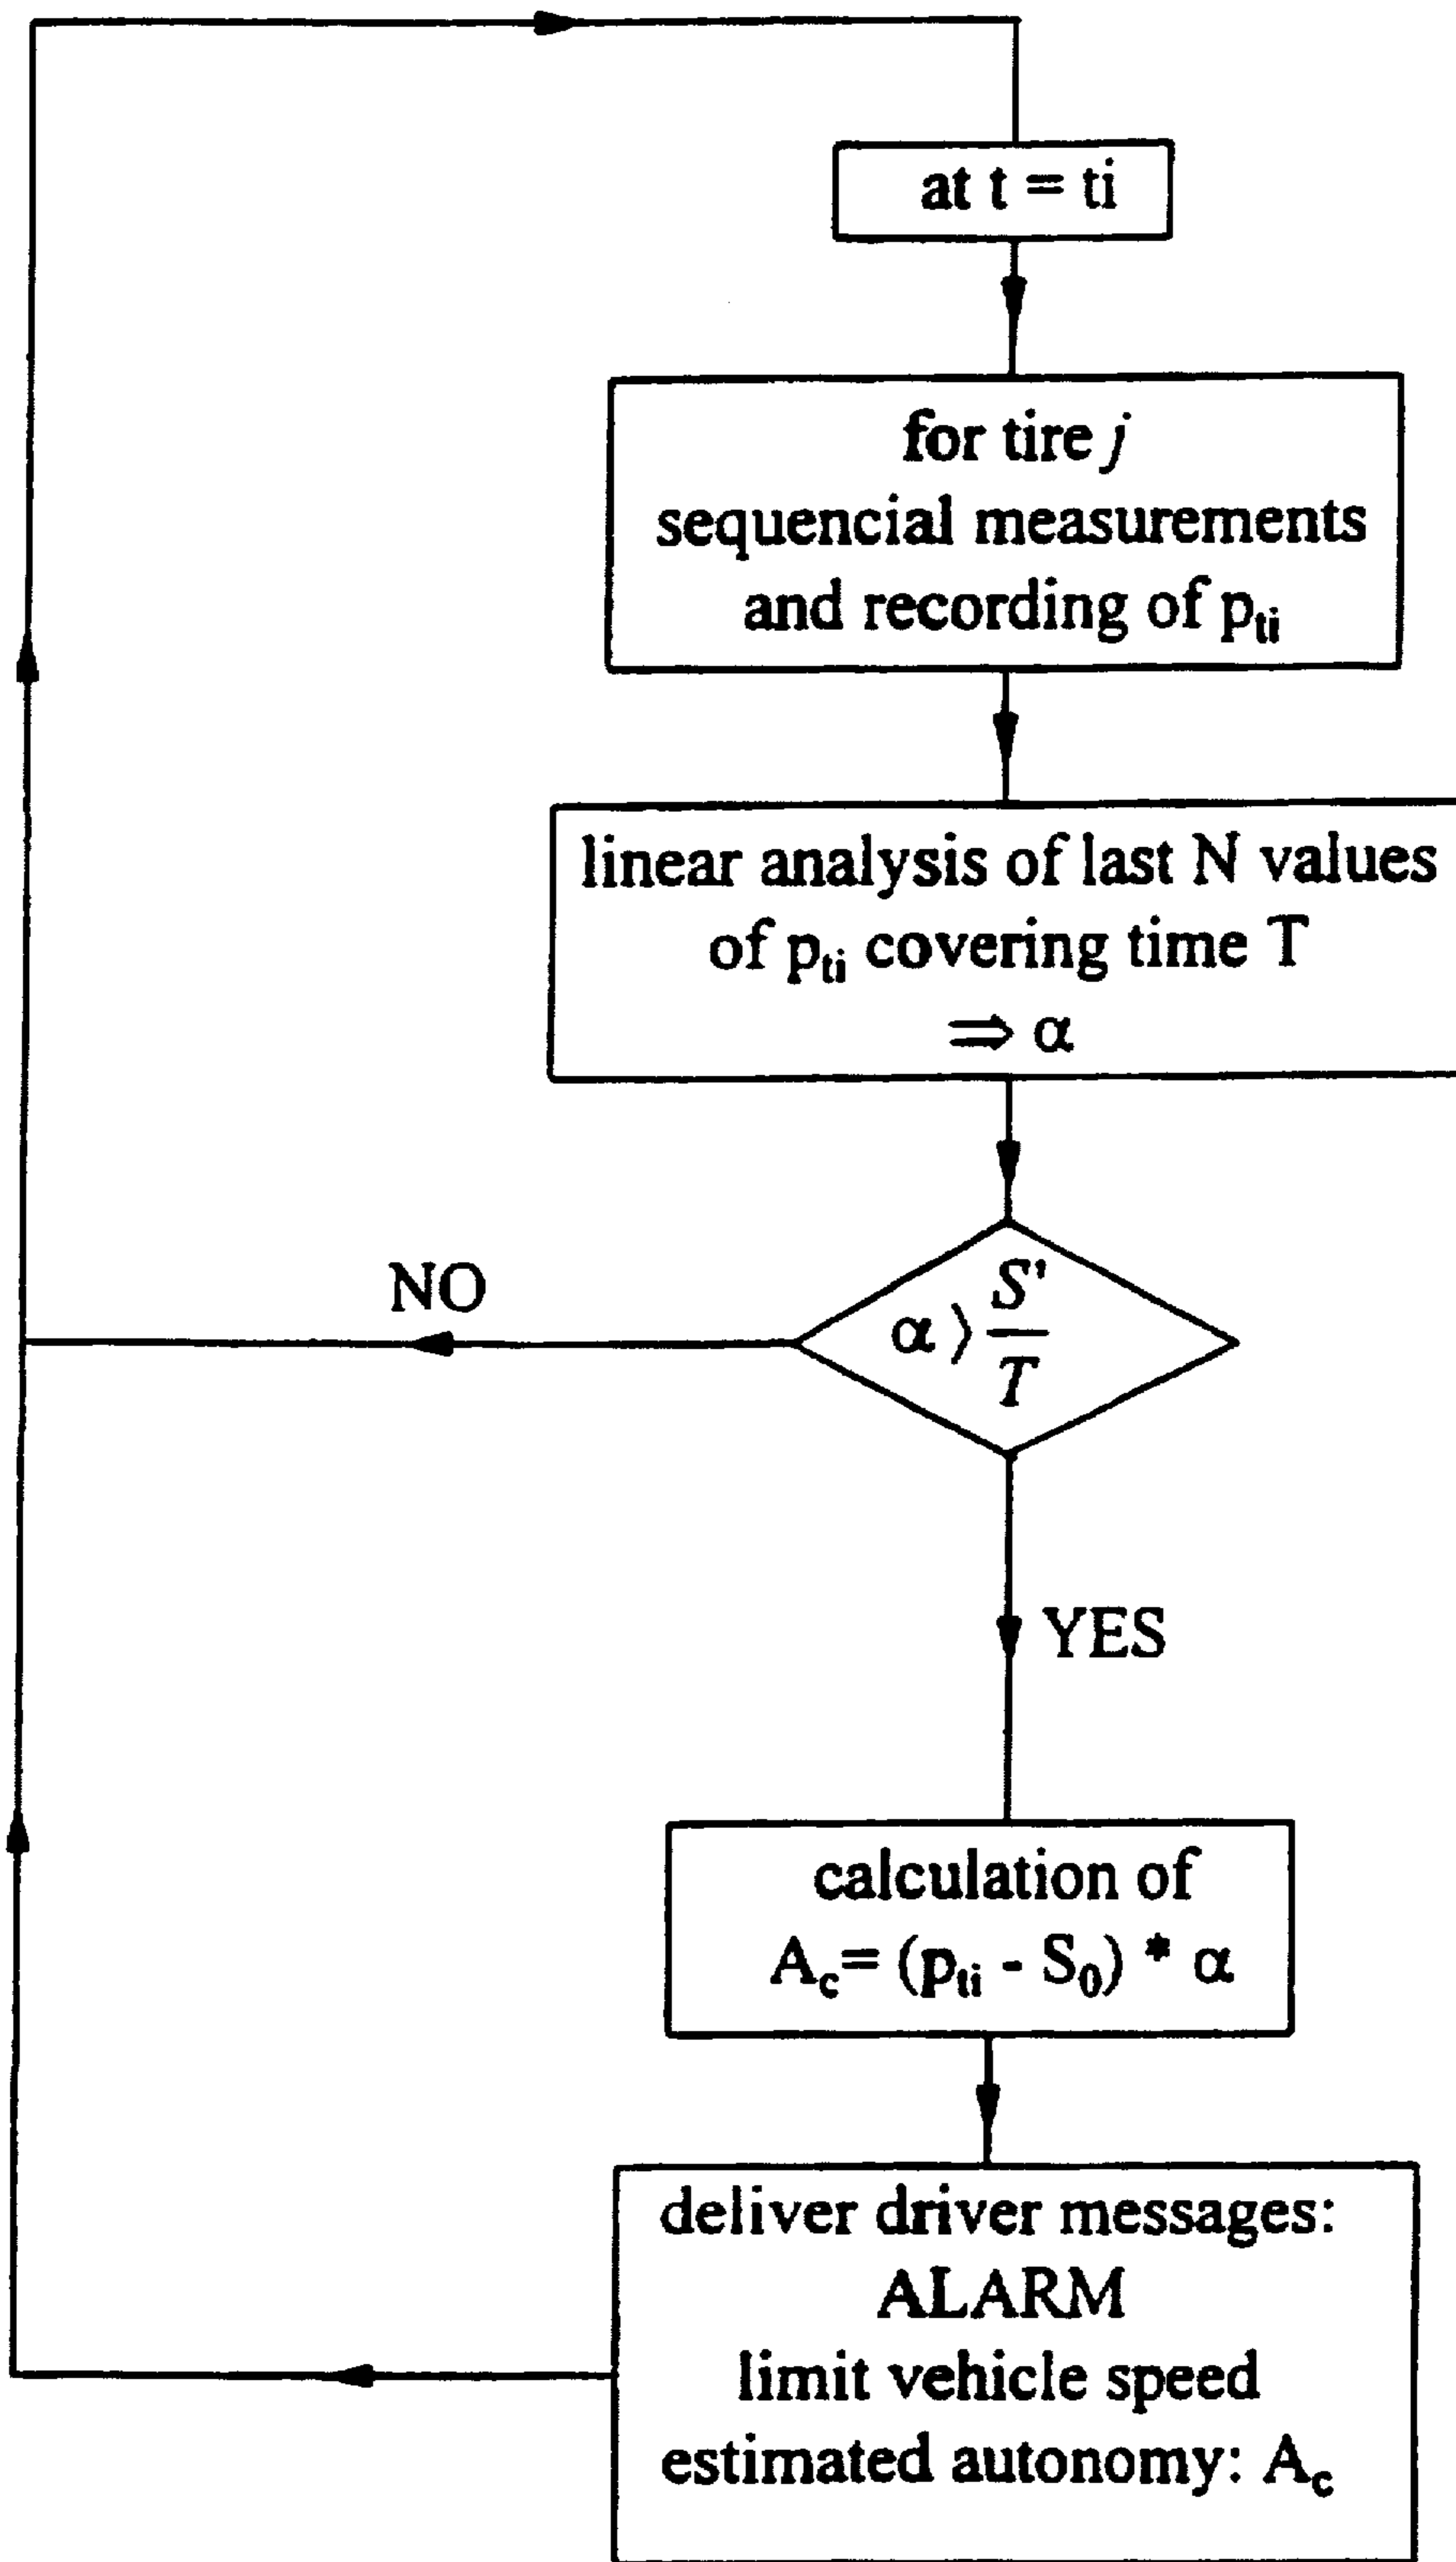 at t = ti
for tire j
sequencial measurements
and recording of pti
linear analysis of last N values
of pti covering time T
⇒ α
NO
α 〉 S'
T
YES
calculation of
Ac= (pti - S0) * α
deliver driver messages:
ALARM
limit vehicle speed
estimated autonomy: Ac